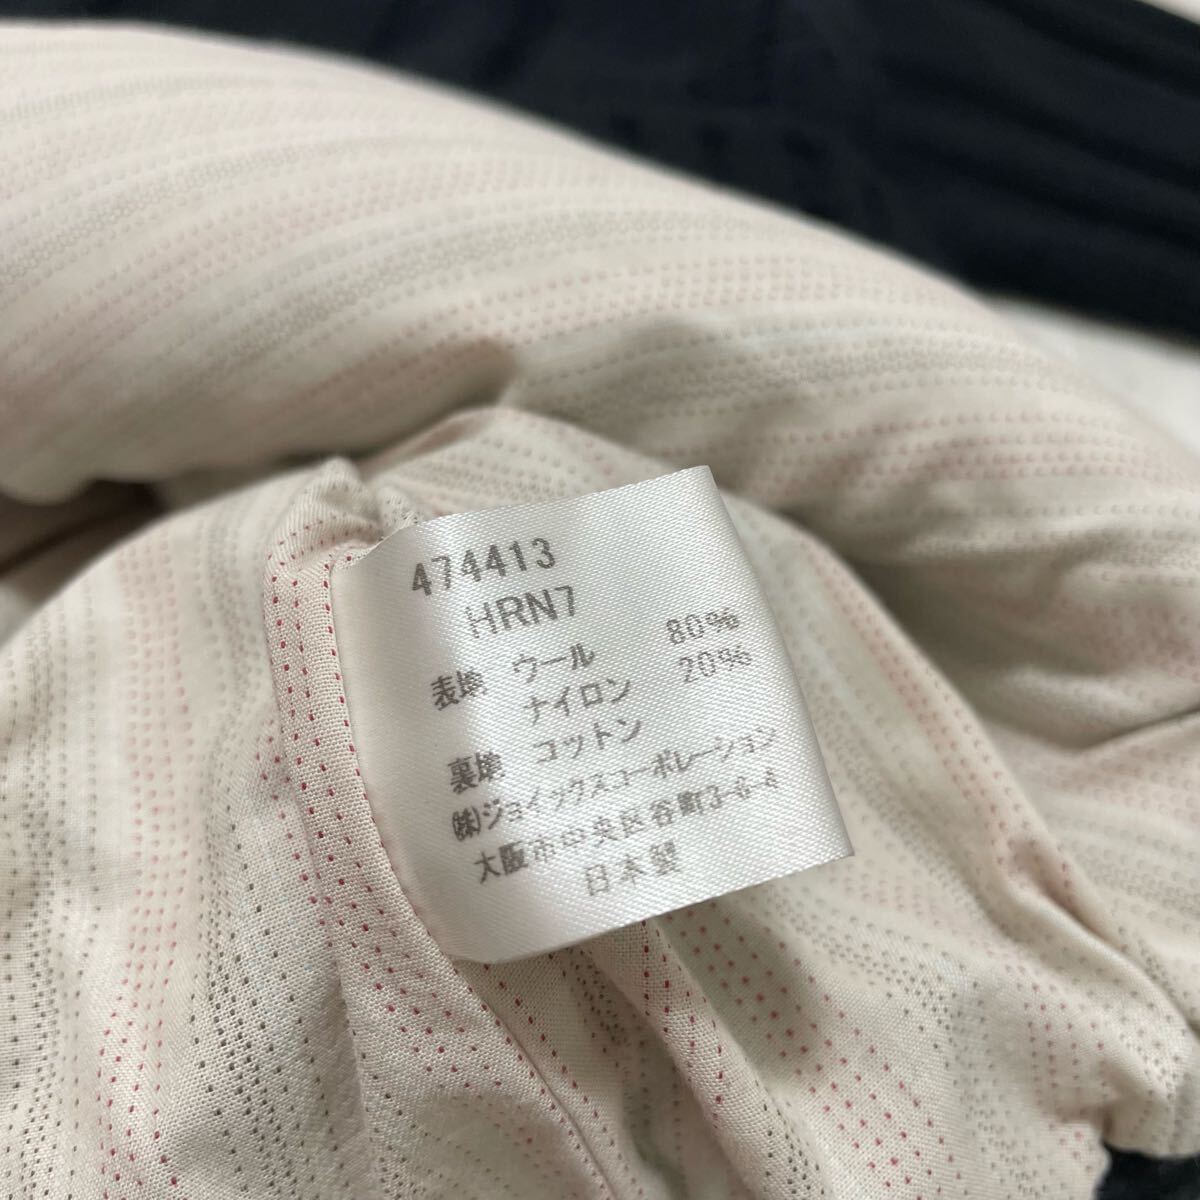 474413
HRN7
表地 ウール 80%
ナイロン 20%
裏地 コットン
㈱ジョイックスコーポレーション
大阪市中央区谷町3-6-4
日本製